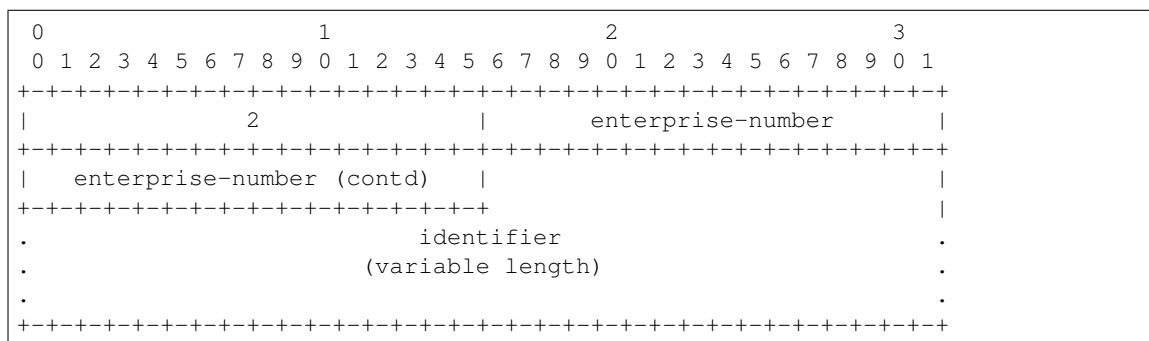 0                   1                   2                   3
 0 1 2 3 4 5 6 7 8 9 0 1 2 3 4 5 6 7 8 9 0 1 2 3 4 5 6 7 8 9 0 1
+-+-+-+-+-+-+-+-+-+-+-+-+-+-+-+-+-+-+-+-+-+-+-+-+-+-+-+-+-+-+-+-+
|               2               |       enterprise-number       |
+-+-+-+-+-+-+-+-+-+-+-+-+-+-+-+-+-+-+-+-+-+-+-+-+-+-+-+-+-+-+-+-+
|   enterprise-number (contd)   |                               |
+-+-+-+-+-+-+-+-+-+-+-+-+-+-+-+-+                               |
.                           identifier                          .
.                       (variable length)                       .
.                                                               .
+-+-+-+-+-+-+-+-+-+-+-+-+-+-+-+-+-+-+-+-+-+-+-+-+-+-+-+-+-+-+-+-+